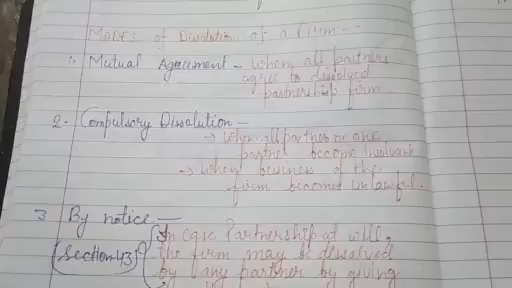 Modes of Dissolution of a Firm —
1. Mutual Agreement - When all partners
agree to dissolved
partnership firm
2. Compulsory Dissolution —
→ When all partner or one
partner become insolvent
→ When business of the
firm becomes unlawful.
3 By notice —
(Section 43) In case Partnership at will,
the firm may be dissolved
by any partner by giving